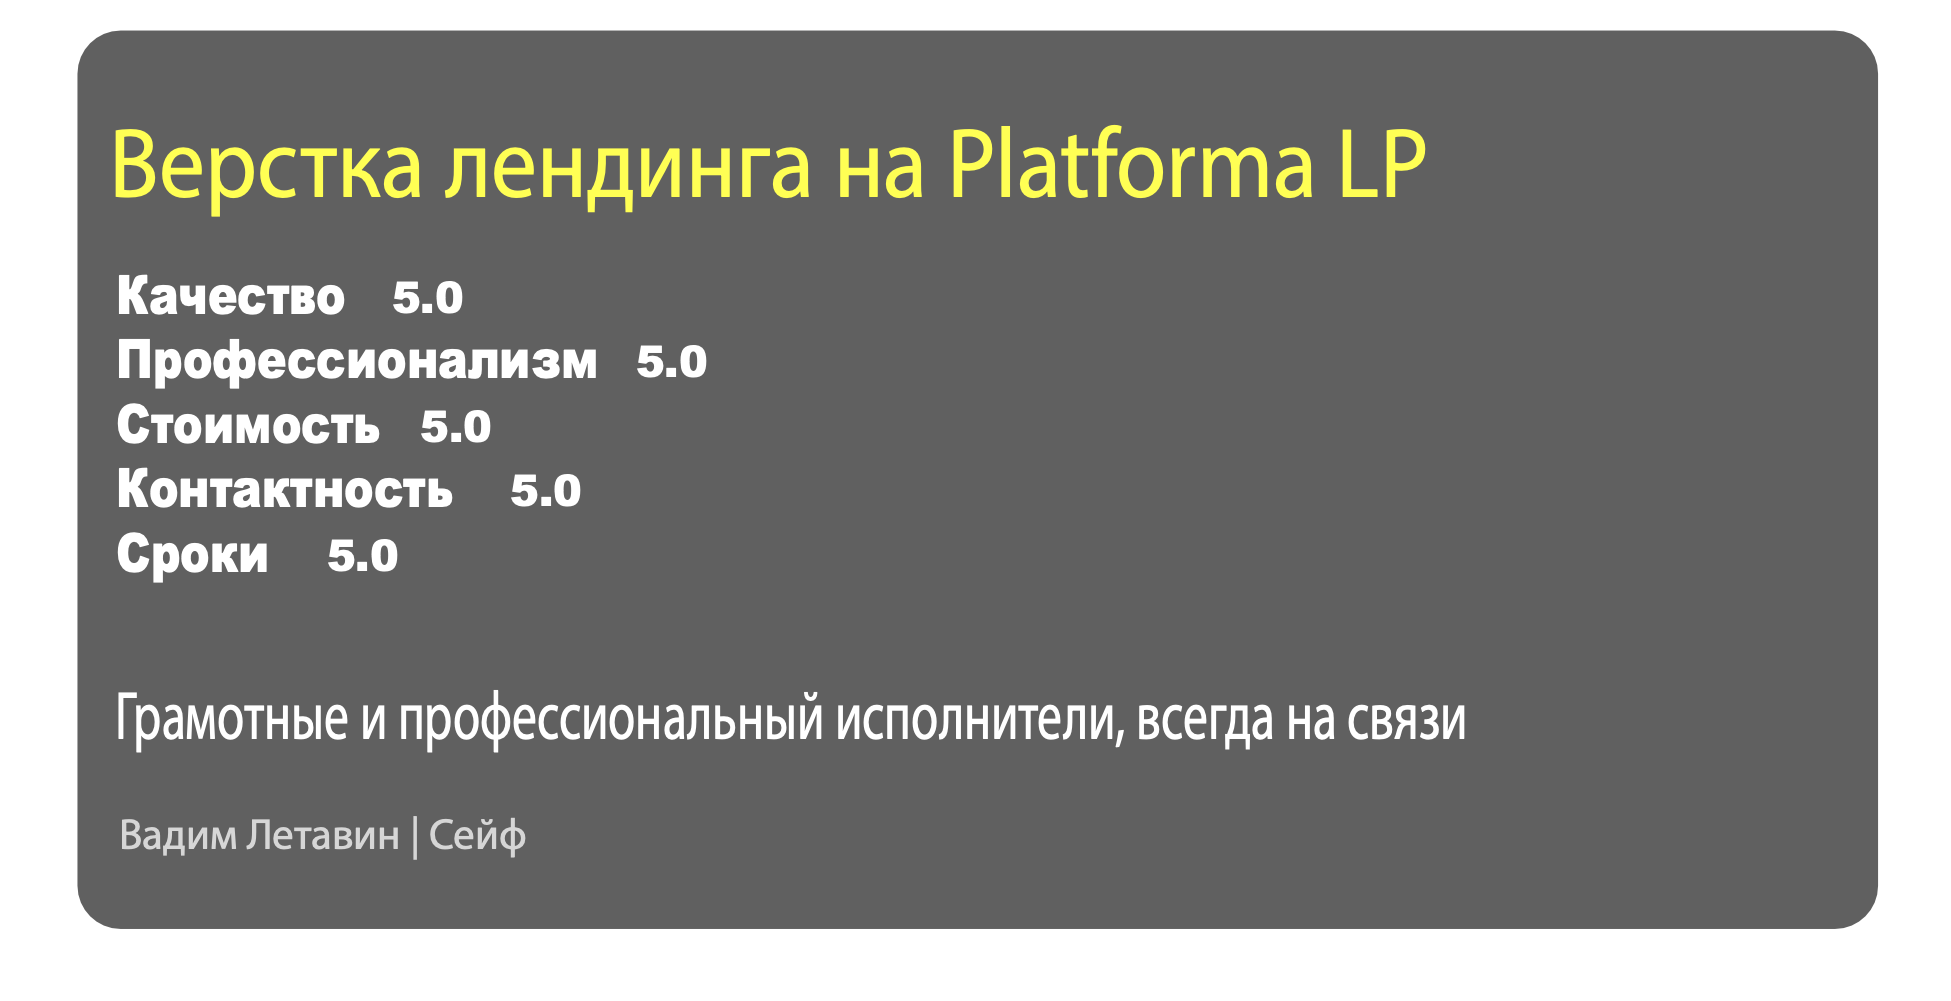 Верстка лендинга на Platforma LP
Качество 5.0
Профессионализм 5.0
Стоимость 5.0
Контактность 5.0
Сроки 5.0
Грамотные и профессиональный исполнители, всегда на связи
Вадим Летавин | Сейф